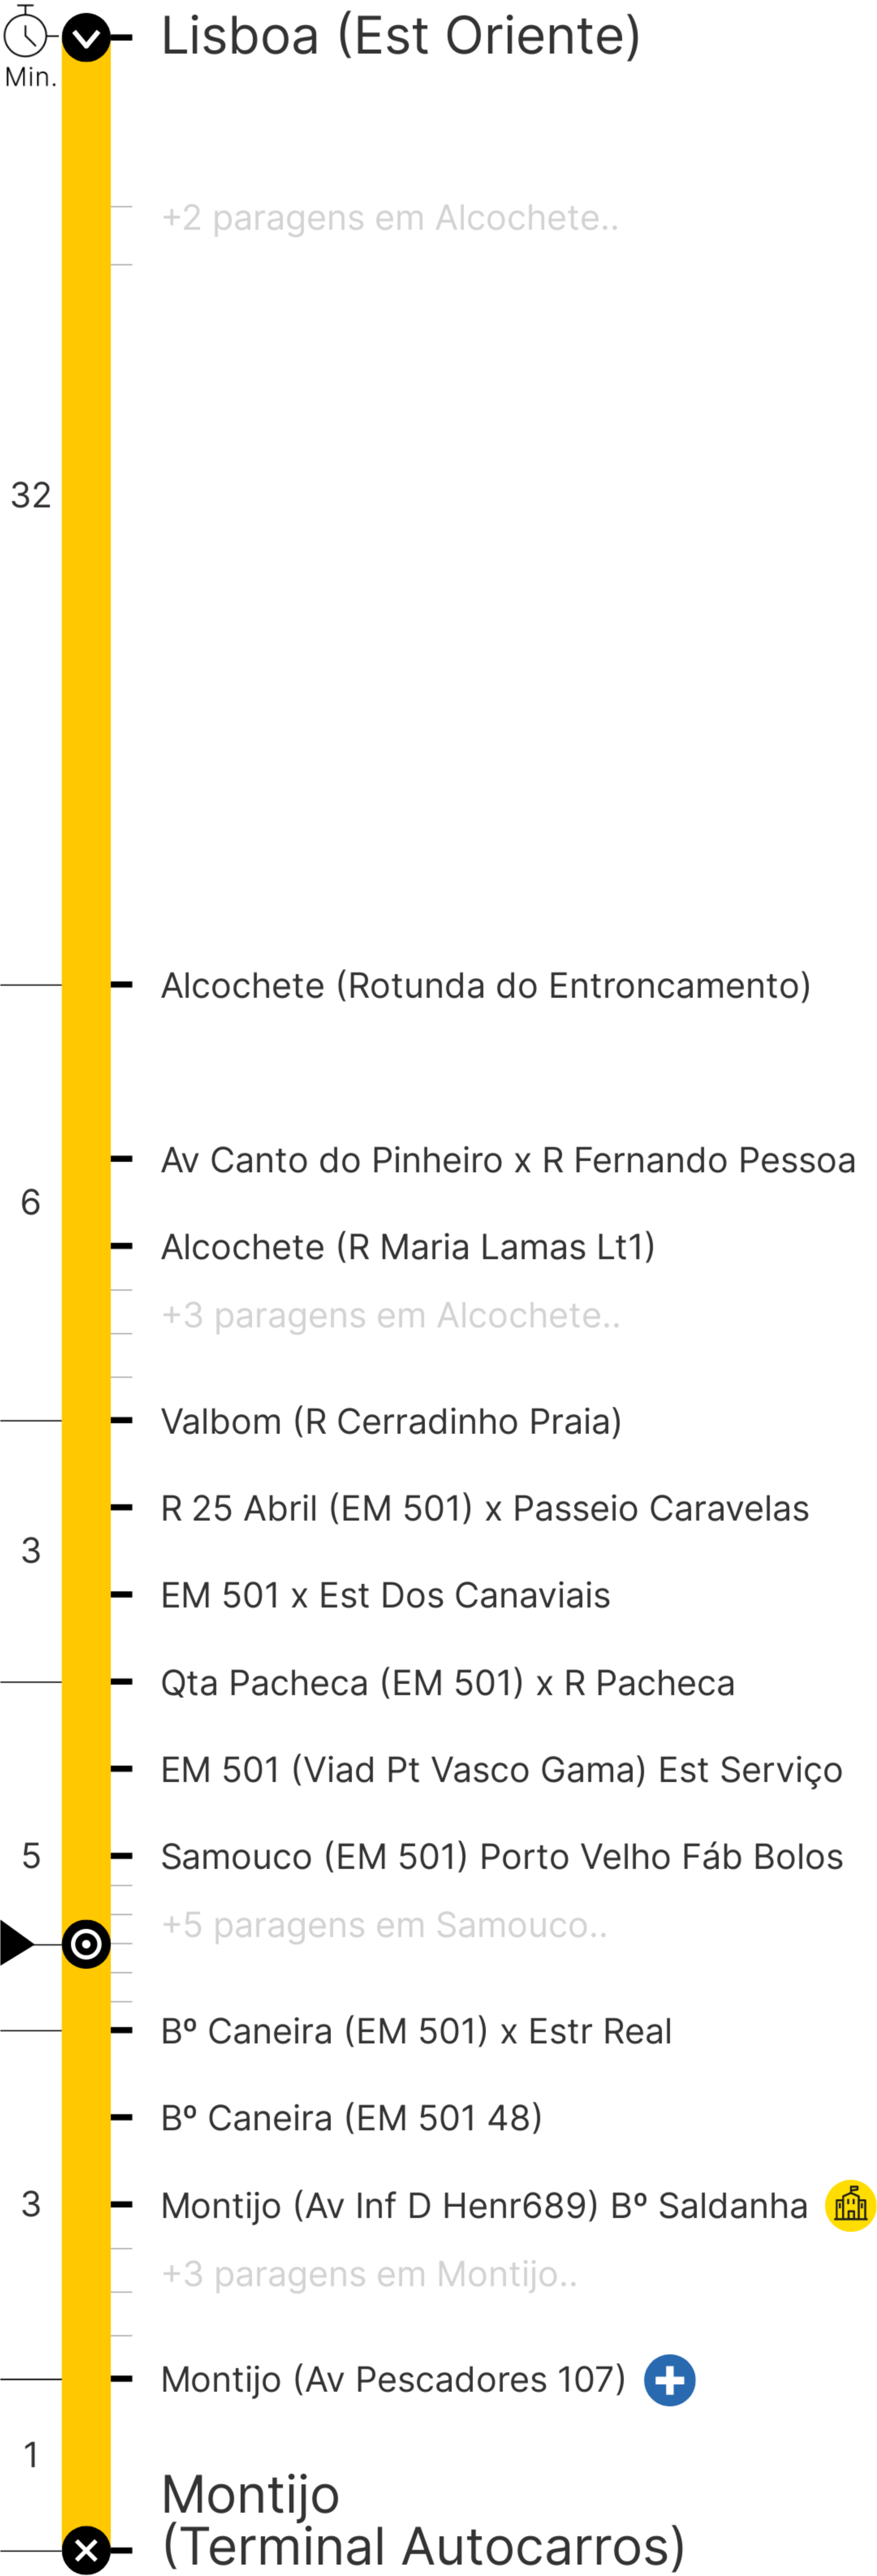 Lisboa (Est Oriente)
Min.
+2 paragens em Alcochete..
32
Alcochete (Rotunda do Entroncamento)
Av Canto do Pinheiro x R Fernando Pessoa
6
Alcochete (R Maria Lamas Lt1)
+3 paragens em Alcochete..
Valbom (R Cerradinho Praia)
R 25 Abril (EM 501) x Passeio Caravelas
3
EM 501 x Est Dos Canaviais
Qta Pacheca (EM 501) x R Pacheca
EM 501 (Viad Pt Vasco Gama) Est Serviço
5
Samouco (EM 501) Porto Velho Fáb Bolos
+5 paragens em Samouco..
Bº Caneira (EM 501) x Estr Real
Bº Caneira (EM 501 48)
3
Montijo (Av Inf D Henr689) Bº Saldanha
+3 paragens em Montijo..
Montijo (Av Pescadores 107)
1
Montijo
(Terminal Autocarros)